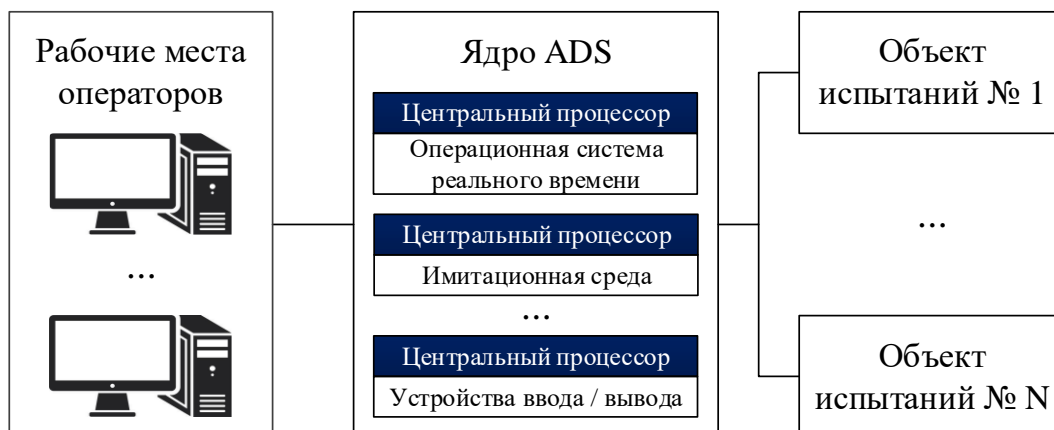 Рабочие места
операторов
...
Ядро ADS
Центральный процессор
Операционная система
реального времени
Центральный процессор
Имитационная среда
...
Центральный процессор
Устройства ввода / вывода
Объект
испытаний № 1
...
Объект
испытаний № N